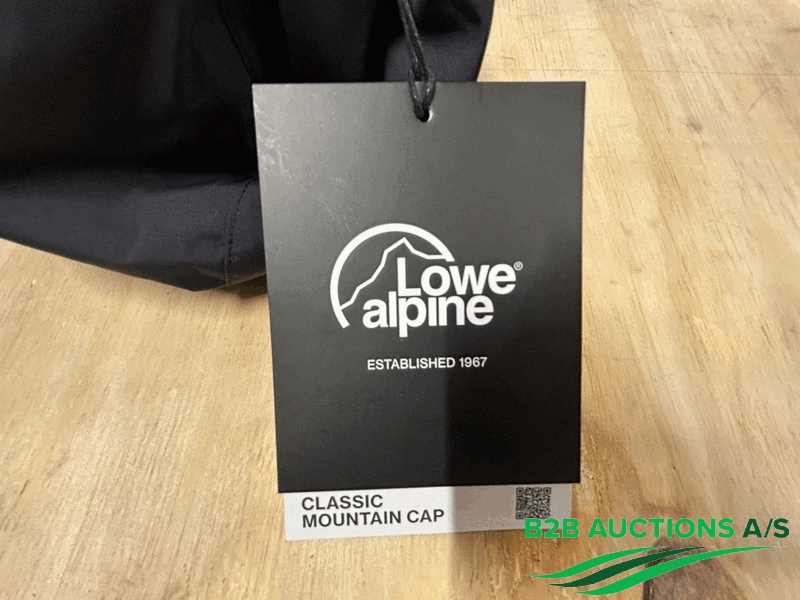 Lowe®
alpine
ESTABLISHED 1967
CLASSIC
MOUNTAIN CAP
B2B AUCTIONS A/S